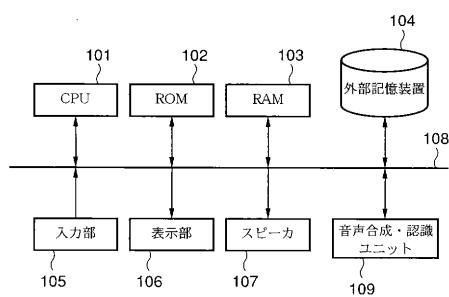 101
102
103
104
CPU
ROM
RAM
外部記憶装置
108
入力部
表示部
スピーカ
音声合成・認識
ユニット
105
106
107
109